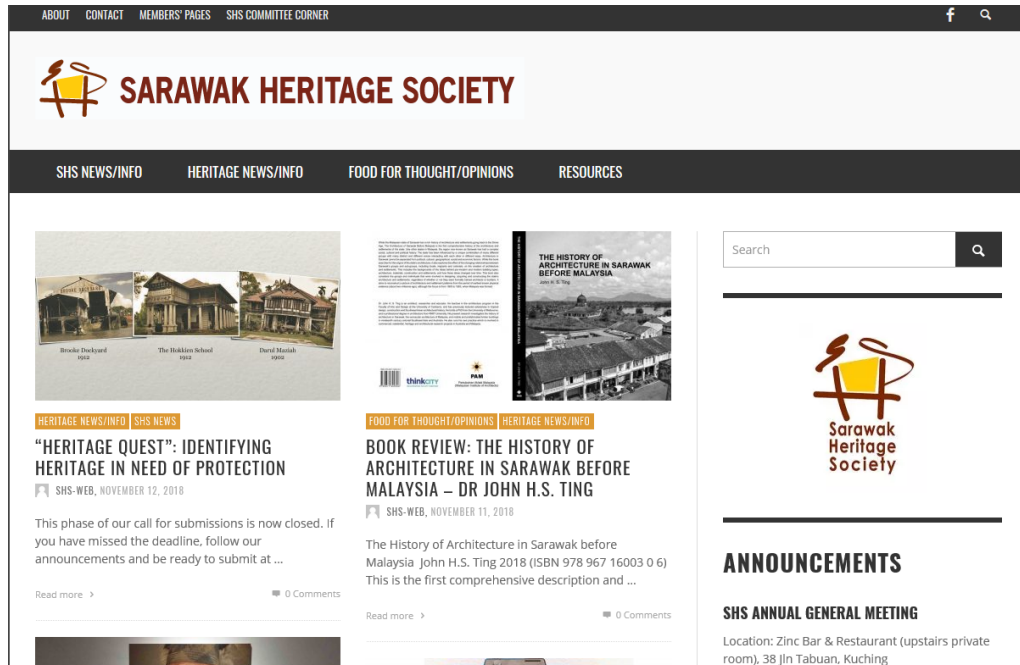 ABOUT CONTACT MEMBERS' PAGES SHS COMMITTEE CORNER
SARAWAK HERITAGE SOCIETY
SHS NEWS/INFO HERITAGE NEWS/INFO FOOD FOR THOUGHT/OPINIONS RESOURCES
Brooke Dockyard
1912
The Hokkien School
1912
Darul Maziah
1902
HERITAGE NEWS/INFO SHS NEWS
“HERITAGE QUEST”: IDENTIFYING
HERITAGE IN NEED OF PROTECTION
SHS-WEB, NOVEMBER 12, 2018
This phase of our call for submissions is now closed. If
you have missed the deadline, follow our
announcements and be ready to submit at ...
Read more > 0 Comments
THE HISTORY OF
ARCHITECTURE IN SARAWAK
BEFORE MALAYSIA
John H. S. Ting
thinkcity
PAM
FOOD FOR THOUGHT/OPINIONS HERITAGE NEWS/INFO
BOOK REVIEW: THE HISTORY OF
ARCHITECTURE IN SARAWAK BEFORE
MALAYSIA – DR JOHN H.S. TING
SHS-WEB, NOVEMBER 11, 2018
The History of Architecture in Sarawak before
Malaysia John H.S. Ting 2018 (ISBN 978 967 16003 0 6)
This is the first comprehensive description and ...
Read more > 0 Comments
Search
Sarawak
Heritage
Society
ANNOUNCEMENTS
SHS ANNUAL GENERAL MEETING
Location: Zinc Bar & Restaurant (upstairs private
room), 38 Jln Tabuan, Kuching